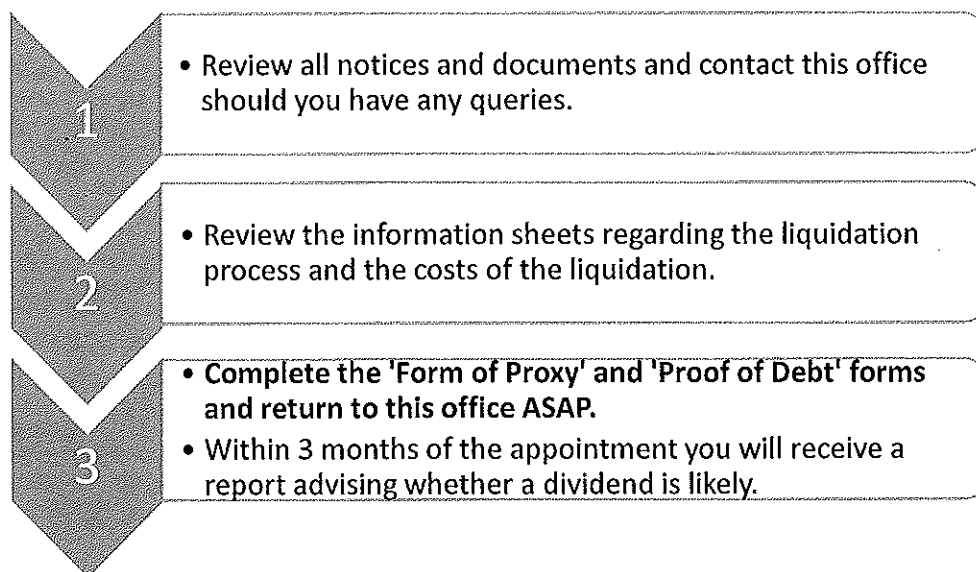 1
• Review all notices and documents and contact this office
should you have any queries.
2
• Review the information sheets regarding the liquidation
process and the costs of the liquidation.
3
• Complete the 'Form of Proxy' and 'Proof of Debt' forms
and return to this office ASAP.
• Within 3 months of the appointment you will receive a
report advising whether a dividend is likely.